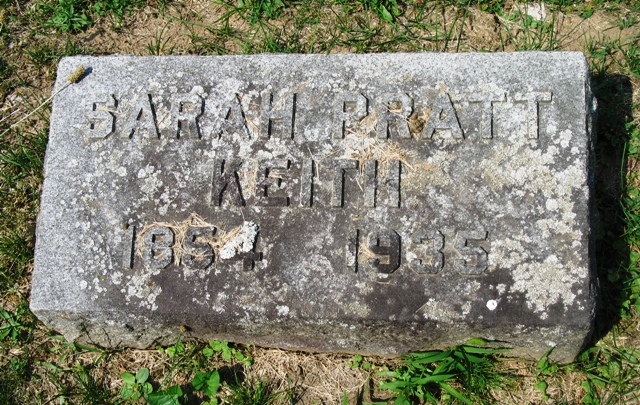 SARAH PRATT
KEITH
1854 1935